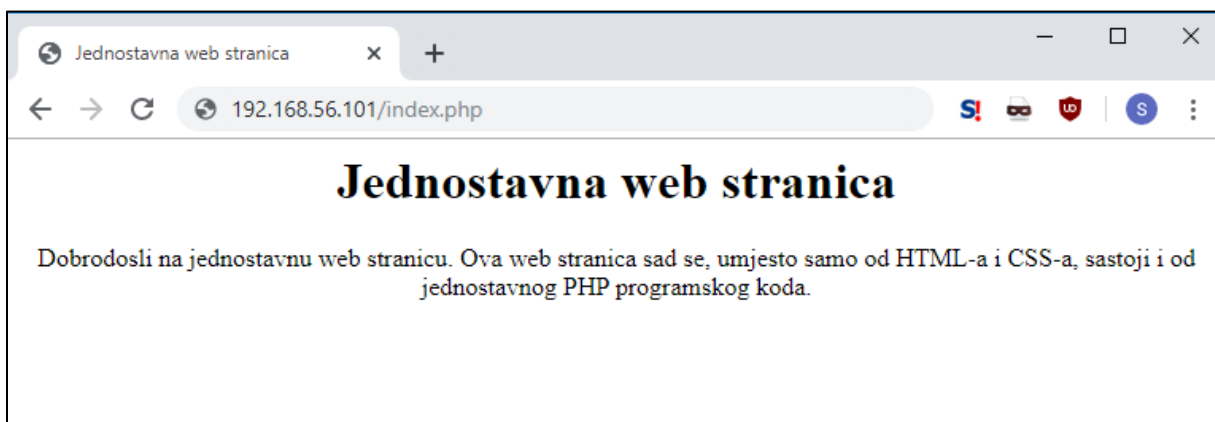 Jednostavna web stranica
192.168.56.101/index.php
S!
UO
S
Jednostavna web stranica
Dobrodosli na jednostavnu web stranicu. Ova web stranica sad se, umjesto samo od HTML-a i CSS-a, sastoji i od
jednostavnog PHP programskog koda.